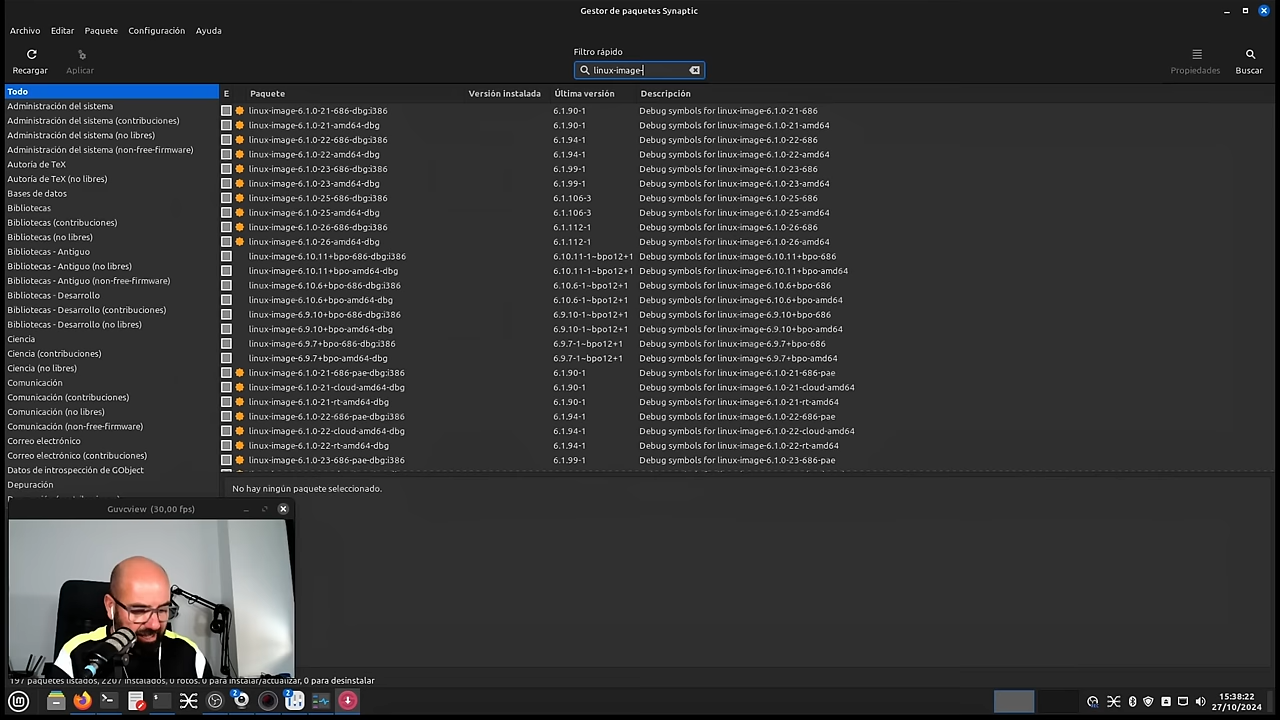 Gestor de paquetes Synaptic
Archivo Editar Paquete Configuración Ayuda
Filtro rápido
Recargar Aplicar linux-image- Propiedades Buscar
Todo
Administración del sistema
Administración del sistema (contribuciones)
Administración del sistema (no libres)
Administración del sistema (non-free-firmware)
Autoría de TeX
Autoría de TeX (no libres)
Bases de datos
Bibliotecas
Bibliotecas (contribuciones)
Bibliotecas (no libres)
Bibliotecas - Antiguo
Bibliotecas - Antiguo (no libres)
Bibliotecas - Antiguo (non-free-firmware)
Bibliotecas - Desarrollo
Bibliotecas - Desarrollo (contribuciones)
Bibliotecas - Desarrollo (no libres)
Ciencia
Ciencia (contribuciones)
Ciencia (no libres)
Comunicación
Comunicación (contribuciones)
Comunicación (no libres)
Comunicación (non-free-firmware)
Correo electrónico
Correo electrónico (contribuciones)
Datos de introspección de GObject
Depuración
E Paquete Versión instalada Última versión Descripción
linux-image-6.1.0-21-686-dbg:i386 6.1.90-1 Debug symbols for linux-image-6.1.0-21-686
linux-image-6.1.0-21-amd64-dbg 6.1.90-1 Debug symbols for linux-image-6.1.0-21-amd64
linux-image-6.1.0-22-686-dbg:i386 6.1.94-1 Debug symbols for linux-image-6.1.0-22-686
linux-image-6.1.0-22-amd64-dbg 6.1.94-1 Debug symbols for linux-image-6.1.0-22-amd64
linux-image-6.1.0-23-686-dbg:i386 6.1.99-1 Debug symbols for linux-image-6.1.0-23-686
linux-image-6.1.0-23-amd64-dbg 6.1.99-1 Debug symbols for linux-image-6.1.0-23-amd64
linux-image-6.1.0-25-686-dbg:i386 6.1.106-3 Debug symbols for linux-image-6.1.0-25-686
linux-image-6.1.0-25-amd64-dbg 6.1.106-3 Debug symbols for linux-image-6.1.0-25-amd64
linux-image-6.1.0-26-686-dbg:i386 6.1.112-1 Debug symbols for linux-image-6.1.0-26-686
linux-image-6.1.0-26-amd64-dbg 6.1.112-1 Debug symbols for linux-image-6.1.0-26-amd64
linux-image-6.10.11+bpo-686-dbg:i386 6.10.11-1~bpo12+1 Debug symbols for linux-image-6.10.11+bpo-686
linux-image-6.10.11+bpo-amd64-dbg 6.10.11-1~bpo12+1 Debug symbols for linux-image-6.10.11+bpo-amd64
linux-image-6.10.6+bpo-686-dbg:i386 6.10.6-1~bpo12+1 Debug symbols for linux-image-6.10.6+bpo-686
linux-image-6.10.6+bpo-amd64-dbg 6.10.6-1~bpo12+1 Debug symbols for linux-image-6.10.6+bpo-amd64
linux-image-6.9.10+bpo-686-dbg:i386 6.9.10-1~bpo12+1 Debug symbols for linux-image-6.9.10+bpo-686
linux-image-6.9.10+bpo-amd64-dbg 6.9.10-1~bpo12+1 Debug symbols for linux-image-6.9.10+bpo-amd64
linux-image-6.9.7+bpo-686-dbg:i386 6.9.7-1~bpo12+1 Debug symbols for linux-image-6.9.7+bpo-686
linux-image-6.9.7+bpo-amd64-dbg 6.9.7-1~bpo12+1 Debug symbols for linux-image-6.9.7+bpo-amd64
linux-image-6.1.0-21-686-pae-dbg:i386 6.1.90-1 Debug symbols for linux-image-6.1.0-21-686-pae
linux-image-6.1.0-21-cloud-amd64-dbg 6.1.90-1 Debug symbols for linux-image-6.1.0-21-cloud-amd64
linux-image-6.1.0-21-rt-amd64-dbg 6.1.90-1 Debug symbols for linux-image-6.1.0-21-rt-amd64
linux-image-6.1.0-22-686-pae-dbg:i386 6.1.94-1 Debug symbols for linux-image-6.1.0-22-686-pae
linux-image-6.1.0-22-cloud-amd64-dbg 6.1.94-1 Debug symbols for linux-image-6.1.0-22-cloud-amd64
linux-image-6.1.0-22-rt-amd64-dbg 6.1.94-1 Debug symbols for linux-image-6.1.0-22-rt-amd64
linux-image-6.1.0-23-686-pae-dbg:i386 6.1.99-1 Debug symbols for linux-image-6.1.0-23-686-pae
No hay ningún paquete seleccionado.
Guvcview (30,00 fps)
197 paquetes listados, 2207 instalados, 0 rotos. 0 para instalar/actualizar, 0 para desinstalar
2 2
15:38:22
27/10/2024